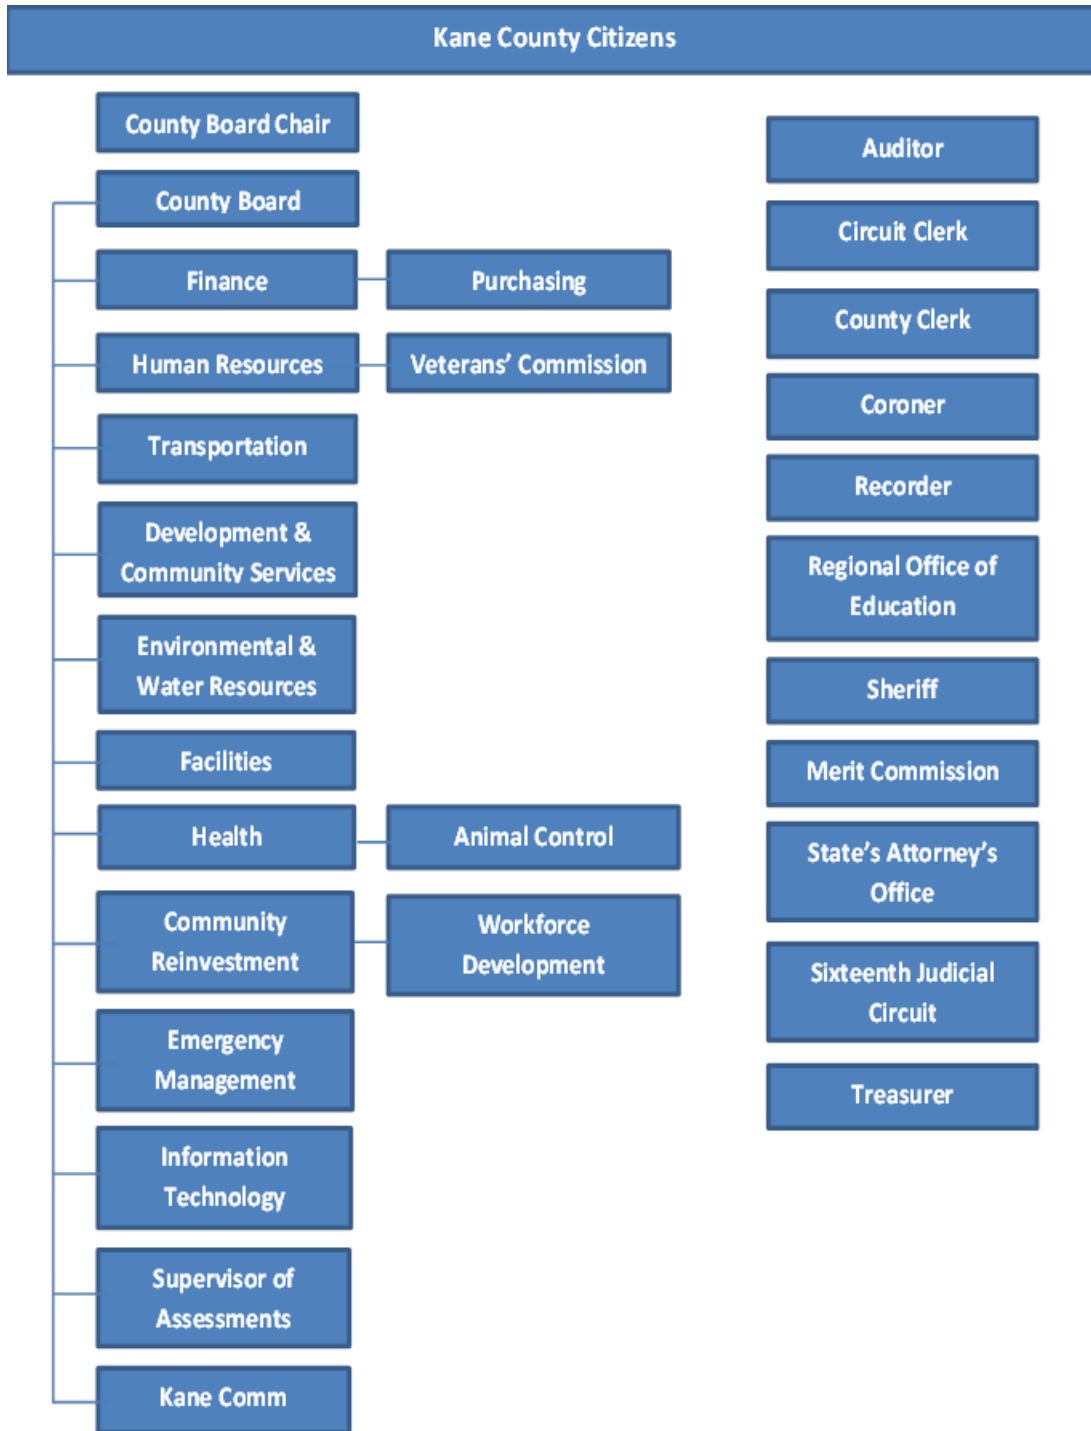 Kane County Citizens
County Board Chair
County Board
Finance
Purchasing
Human Resources
Veterans’ Commission
Transportation
Development &
Community Services
Environmental &
Water Resources
Facilities
Health
Animal Control
Community
Reinvestment
Workforce
Development
Emergency
Management
Information
Technology
Supervisor of
Assessments
Kane Comm
Auditor
Circuit Clerk
County Clerk
Coroner
Recorder
Regional Office of
Education
Sheriff
Merit Commission
State’s Attorney’s
Office
Sixteenth Judicial
Circuit
Treasurer